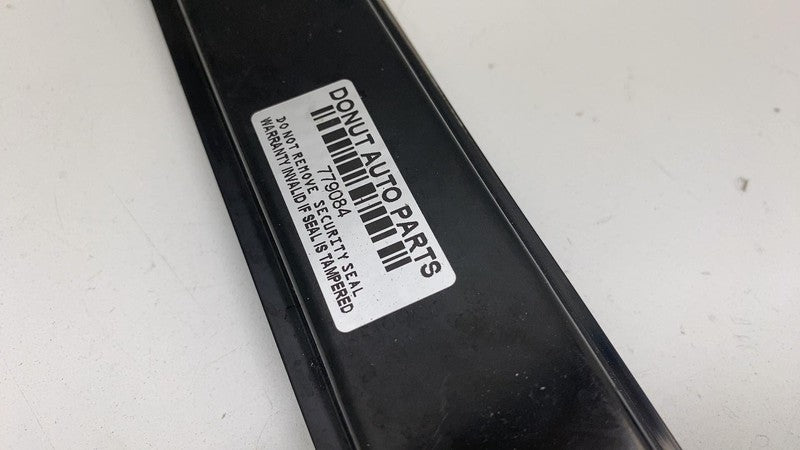 DONUT AUTO PARTS
779084
DO NOT REMOVE SECURITY SEAL
WARRANTY INVALID IF SEAL IS TAMPERED